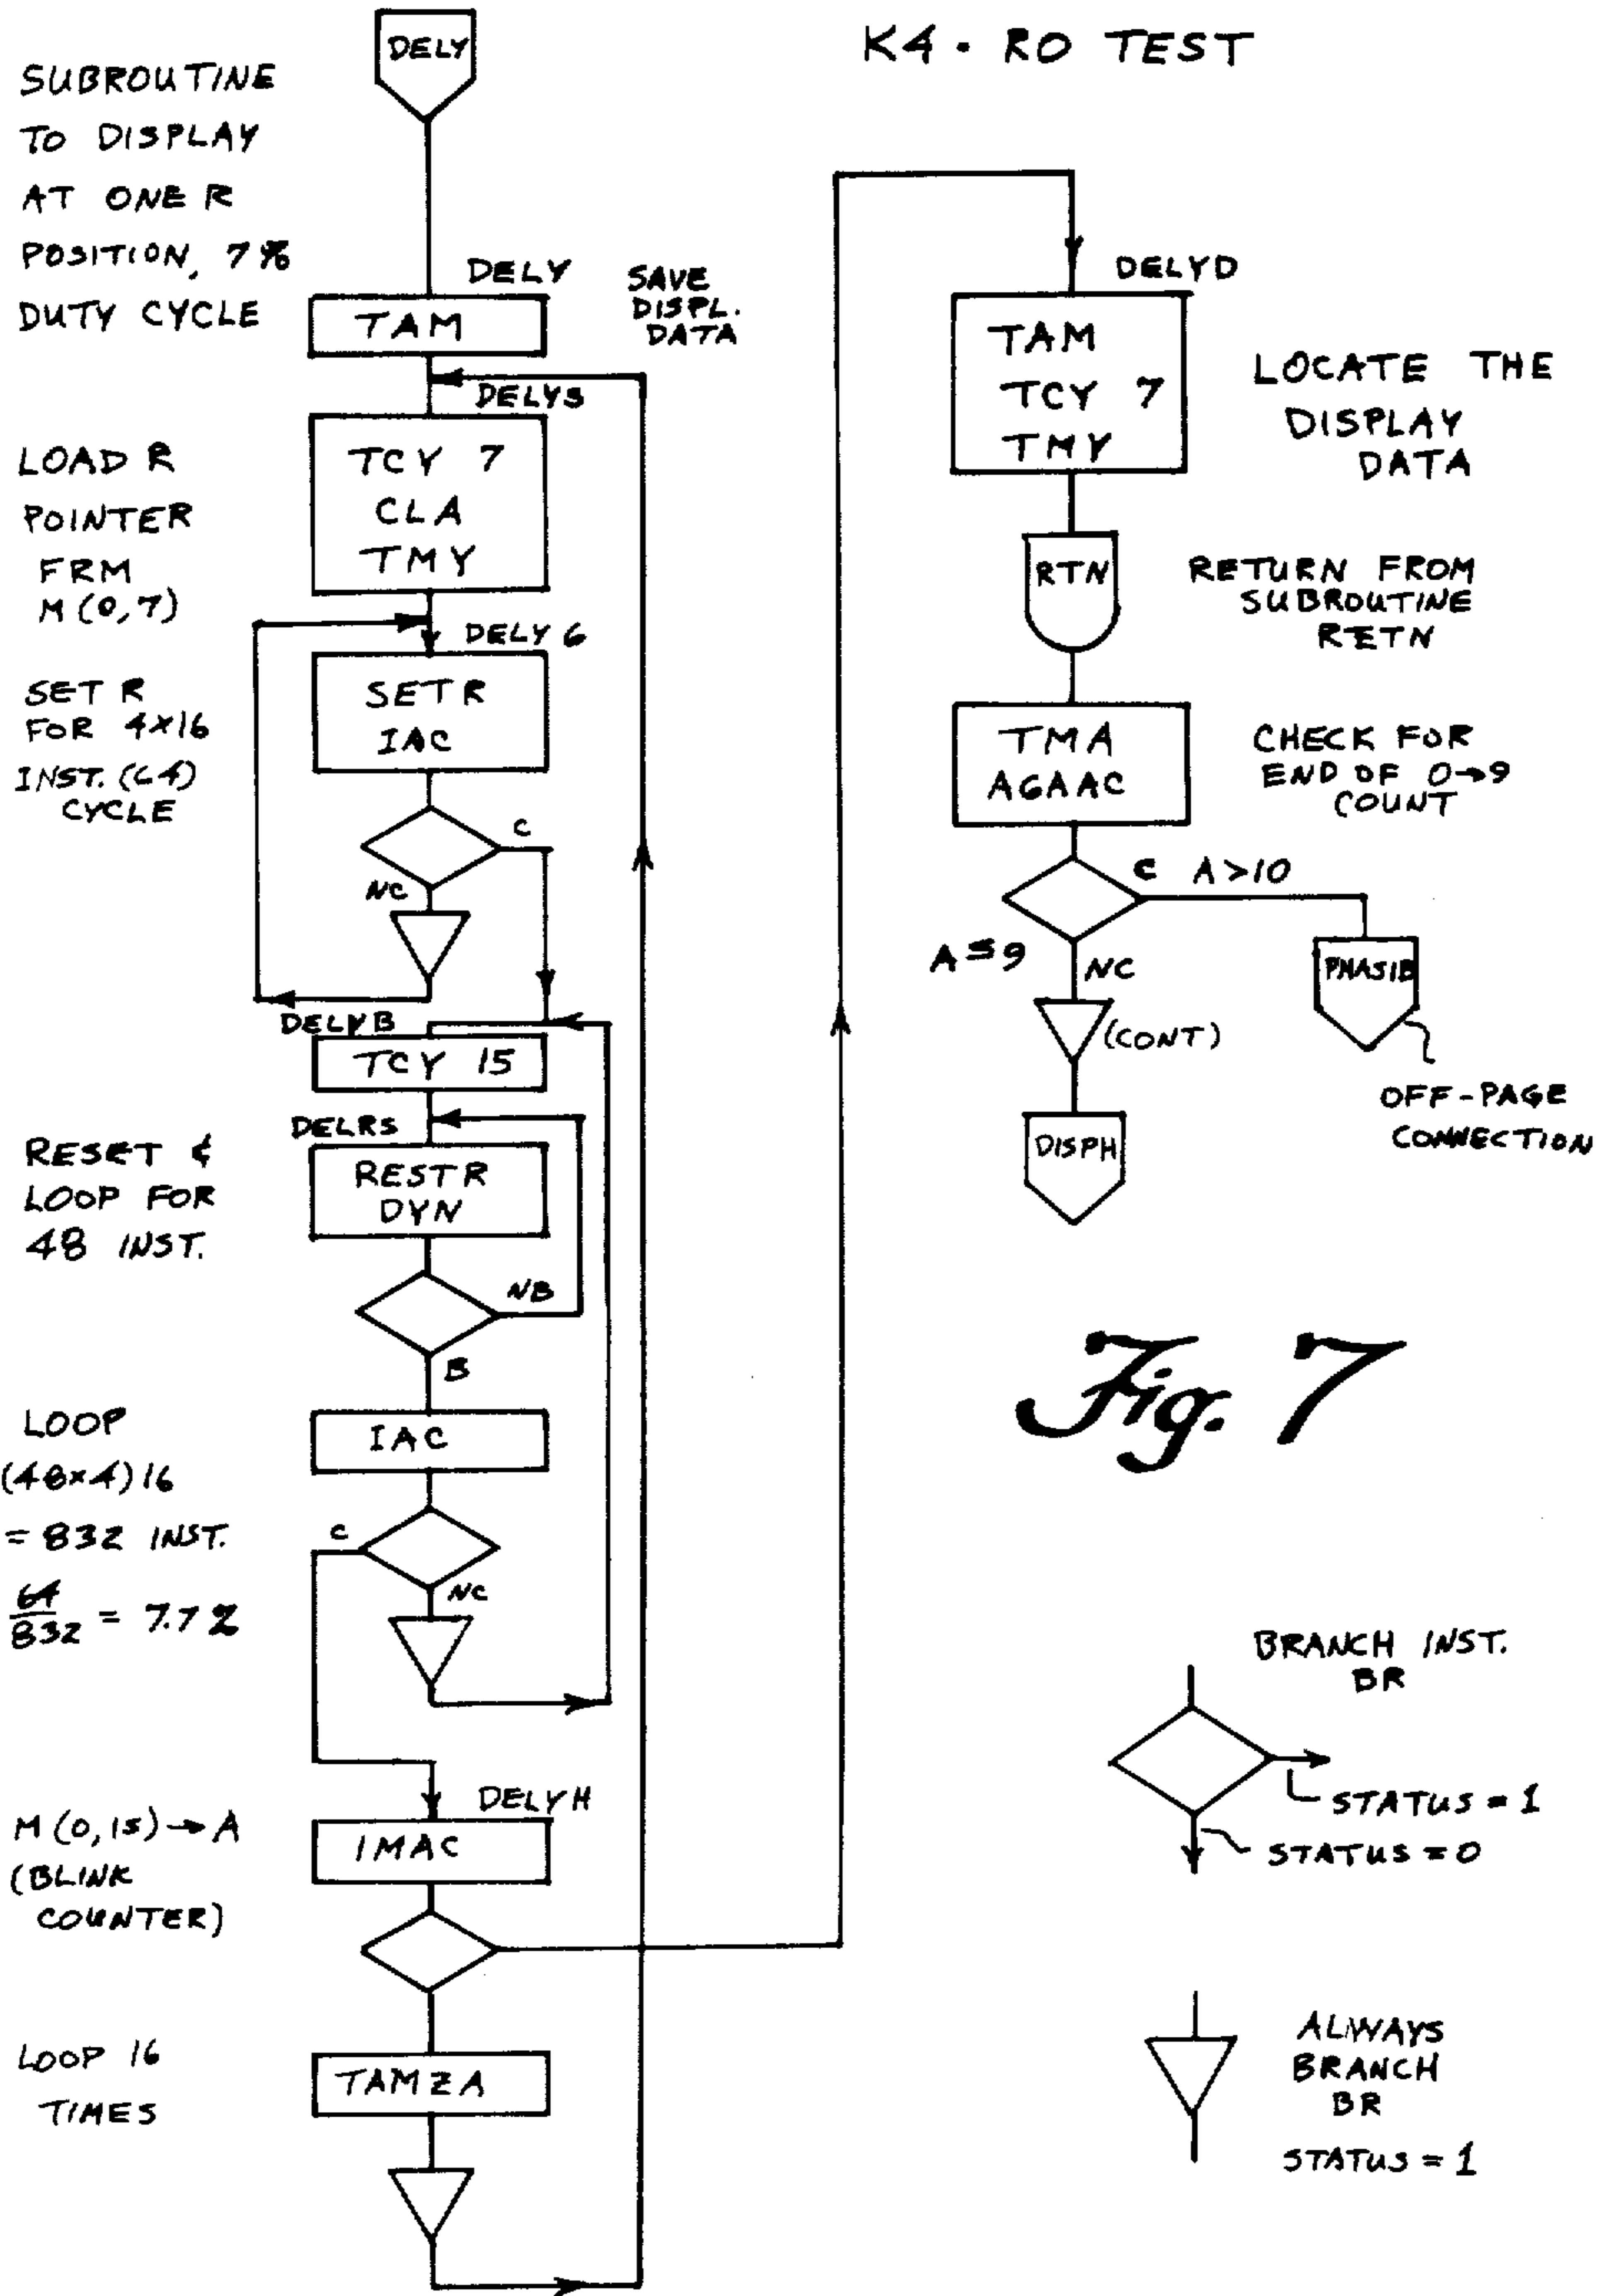 DELY
K4 - RO TEST
SUBROUTINE
TO DISPLAY
AT ONE R
POSITION, 7%
DUTY CYCLE
DELY
TAM
SAVE
DISPL.
DATA
DELYS
LOAD R
POINTER
FRM
M(0,7)
TCY 7
CLA
TMY
DELY 6
SET R
FOR 4×16
INST. (64)
CYCLE
SETR
IAC
C
NC
DELYB
TCY 15
DELRS
RESET &
LOOP FOR
48 INST.
RESTR
DYN
NB
B
LOOP
(48×4)16
= 832 INST.
64
832 = 7.7%
IAC
C
NC
DELYH
M(0,15)→A
(BLINK
COUNTER)
IMAC
LOOP 16
TIMES
TAMZA
DELYD
TAM
TCY 7
TMY
LOCATE THE
DISPLAY
DATA
RTN
RETURN FROM
SUBROUTINE
RETN
TMA
AGAAC
CHECK FOR
END OF 0→9
COUNT
C A>10
A≤9
NC
PHAS1B
(CONT)
OFF-PAGE
CONNECTION
DISPH
Fig. 7
BRANCH INST.
BR
STATUS = 1
STATUS = 0
ALWAYS
BRANCH
BR
STATUS = 1